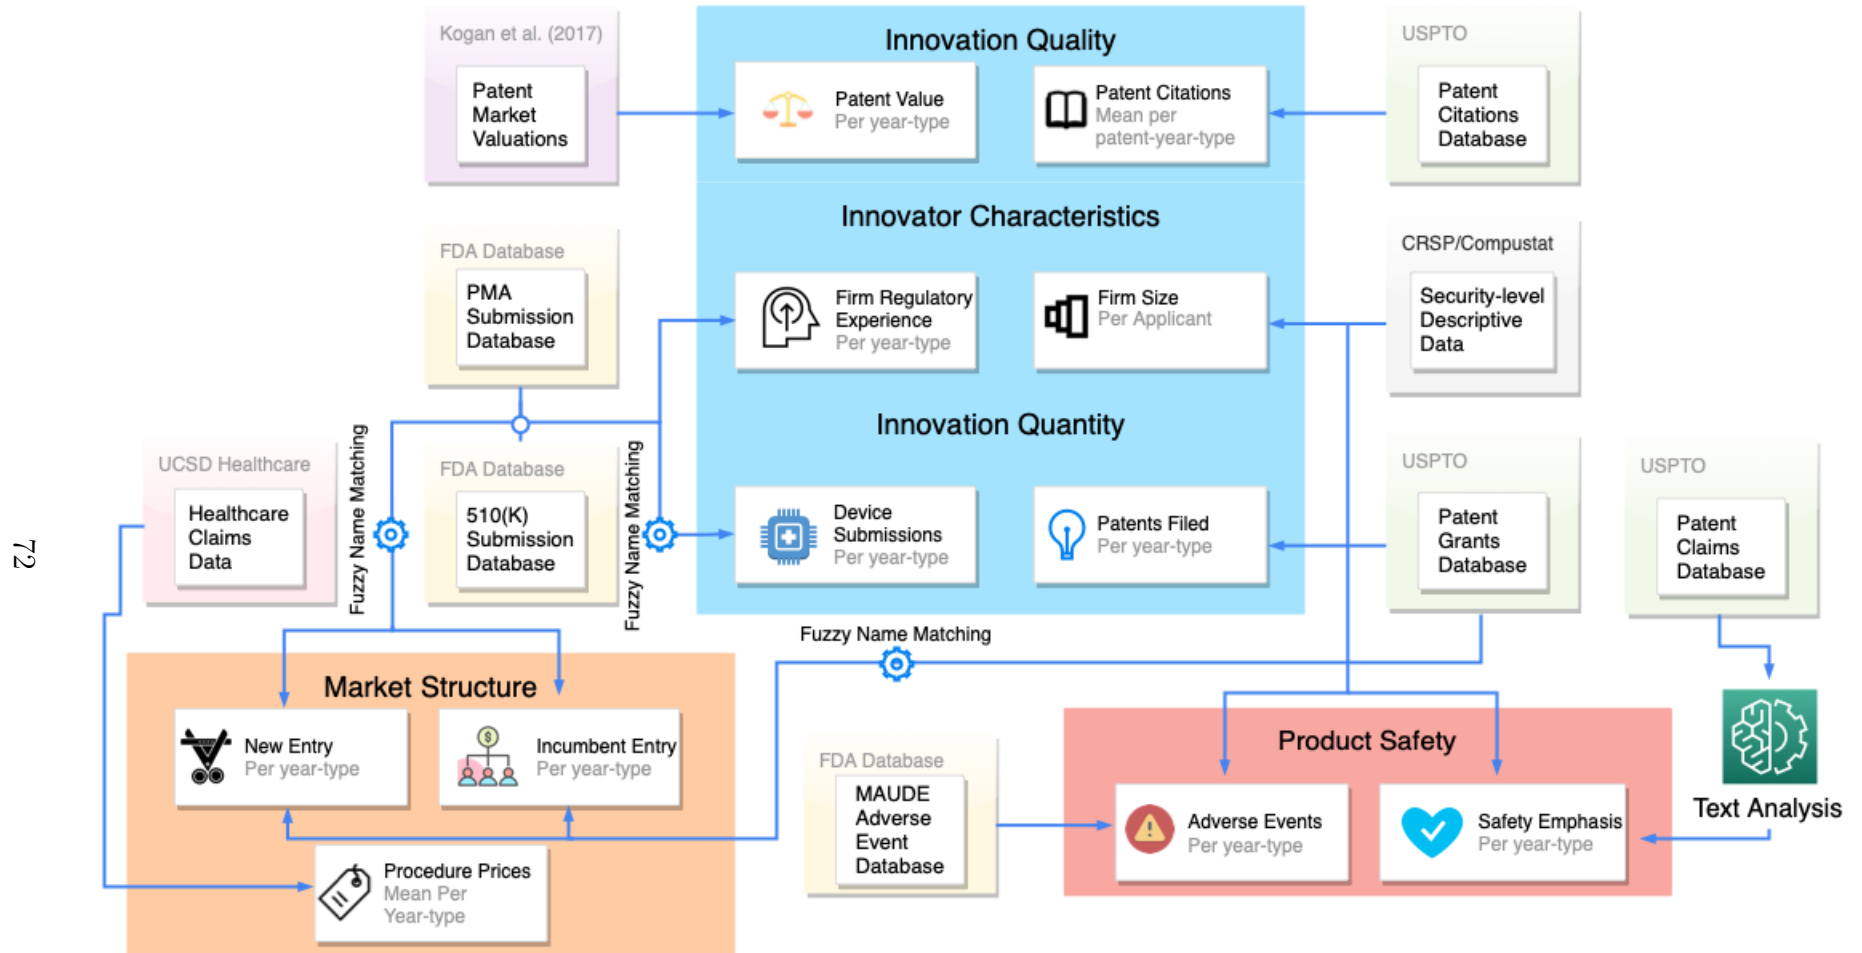 Kogan et al. (2017)
Patent
Market
Valuations
Innovation Quality
Patent Value
Per year-type
Patent Citations
Mean per
patent-year-type
USPTO
Patent
Citations
Database
FDA Database
PMA
Submission
Database
Innovator Characteristics
Firm Regulatory
Experience
Per year-type
Firm Size
Per Applicant
CRSP/Compustat
Security-level
Descriptive
Data
UCSD Healthcare
Healthcare
Claims
Data
Fuzzy Name Matching
FDA Database
510(K)
Submission
Database
Fuzzy Name Matching
Innovation Quantity
Device
Submissions
Per year-type
Patents Filed
Per year-type
USPTO
Patent
Grants
Database
USPTO
Patent
Claims
Database
72
Fuzzy Name Matching
Market Structure
New Entry
Per year-type
$
Incumbent Entry
Per year-type
Procedure Prices
Mean Per
Year-type
FDA Database
MAUDE
Adverse
Event
Database
Product Safety
Adverse Events
Per year-type
Safety Emphasis
Per year-type
Text Analysis